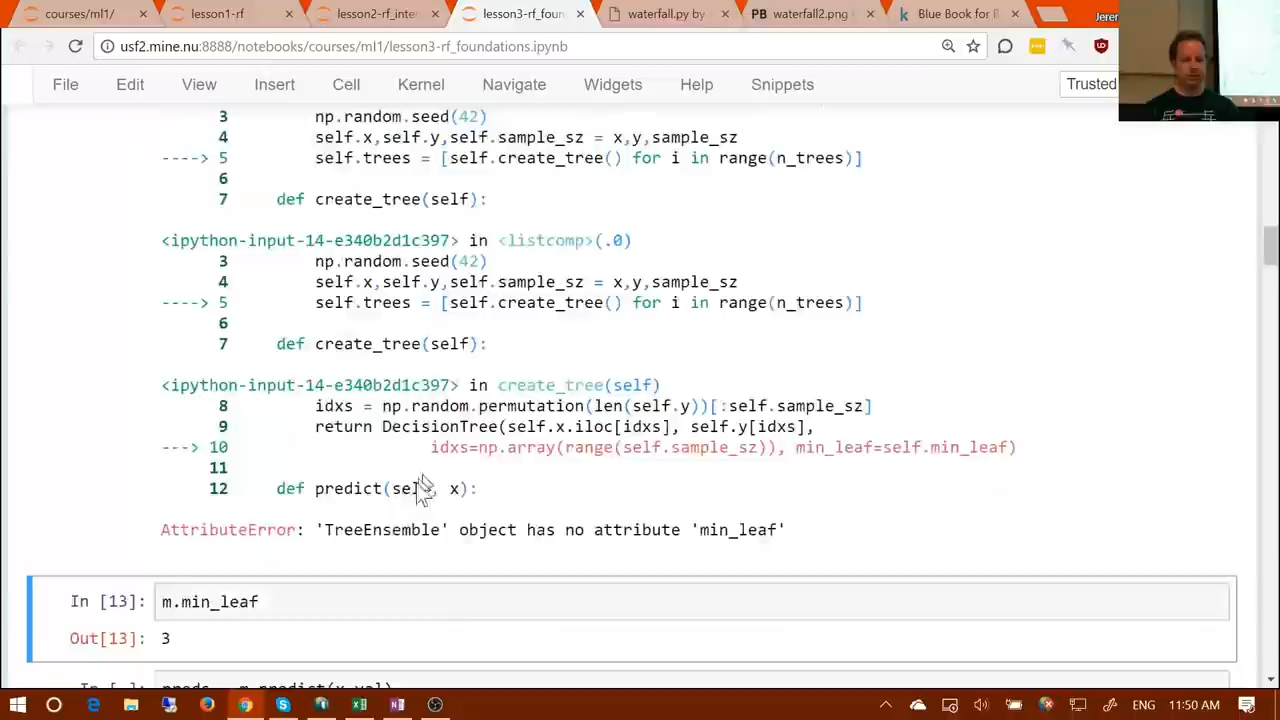 courses/ml1/
lesson1-rf
lesson2-rf_inte
lesson3-rf_foun
waterfall.py by
PB waterfall2.png
Blue Book for B
Jerem
usf2.mine.nu:8888/notebooks/courses/ml1/lesson3-rf_foundations.ipynb
File Edit View Insert Cell Kernel Navigate Widgets Help Snippets Trusted
3 np.random.seed(42)
4 self.x,self.y,self.sample_sz = x,y,sample_sz
----> 5 self.trees = [self.create_tree() for i in range(n_trees)]
6
7 def create_tree(self):
<ipython-input-14-e340b2d1c397> in <listcomp>(.0)
3 np.random.seed(42)
4 self.x,self.y,self.sample_sz = x,y,sample_sz
----> 5 self.trees = [self.create_tree() for i in range(n_trees)]
6
7 def create_tree(self):
<ipython-input-14-e340b2d1c397> in create_tree(self)
8 idxs = np.random.permutation(len(self.y))[:self.sample_sz]
9 return DecisionTree(self.x.iloc[idxs], self.y[idxs],
---> 10 idxs=np.array(range(self.sample_sz)), min_leaf=self.min_leaf)
11
12 def predict(self, x):
AttributeError: 'TreeEnsemble' object has no attribute 'min_leaf'
In [13]: m.min_leaf
Out[13]: 3
In [ ]: preds = m.predict(x_val)
ENG 11:50 AM